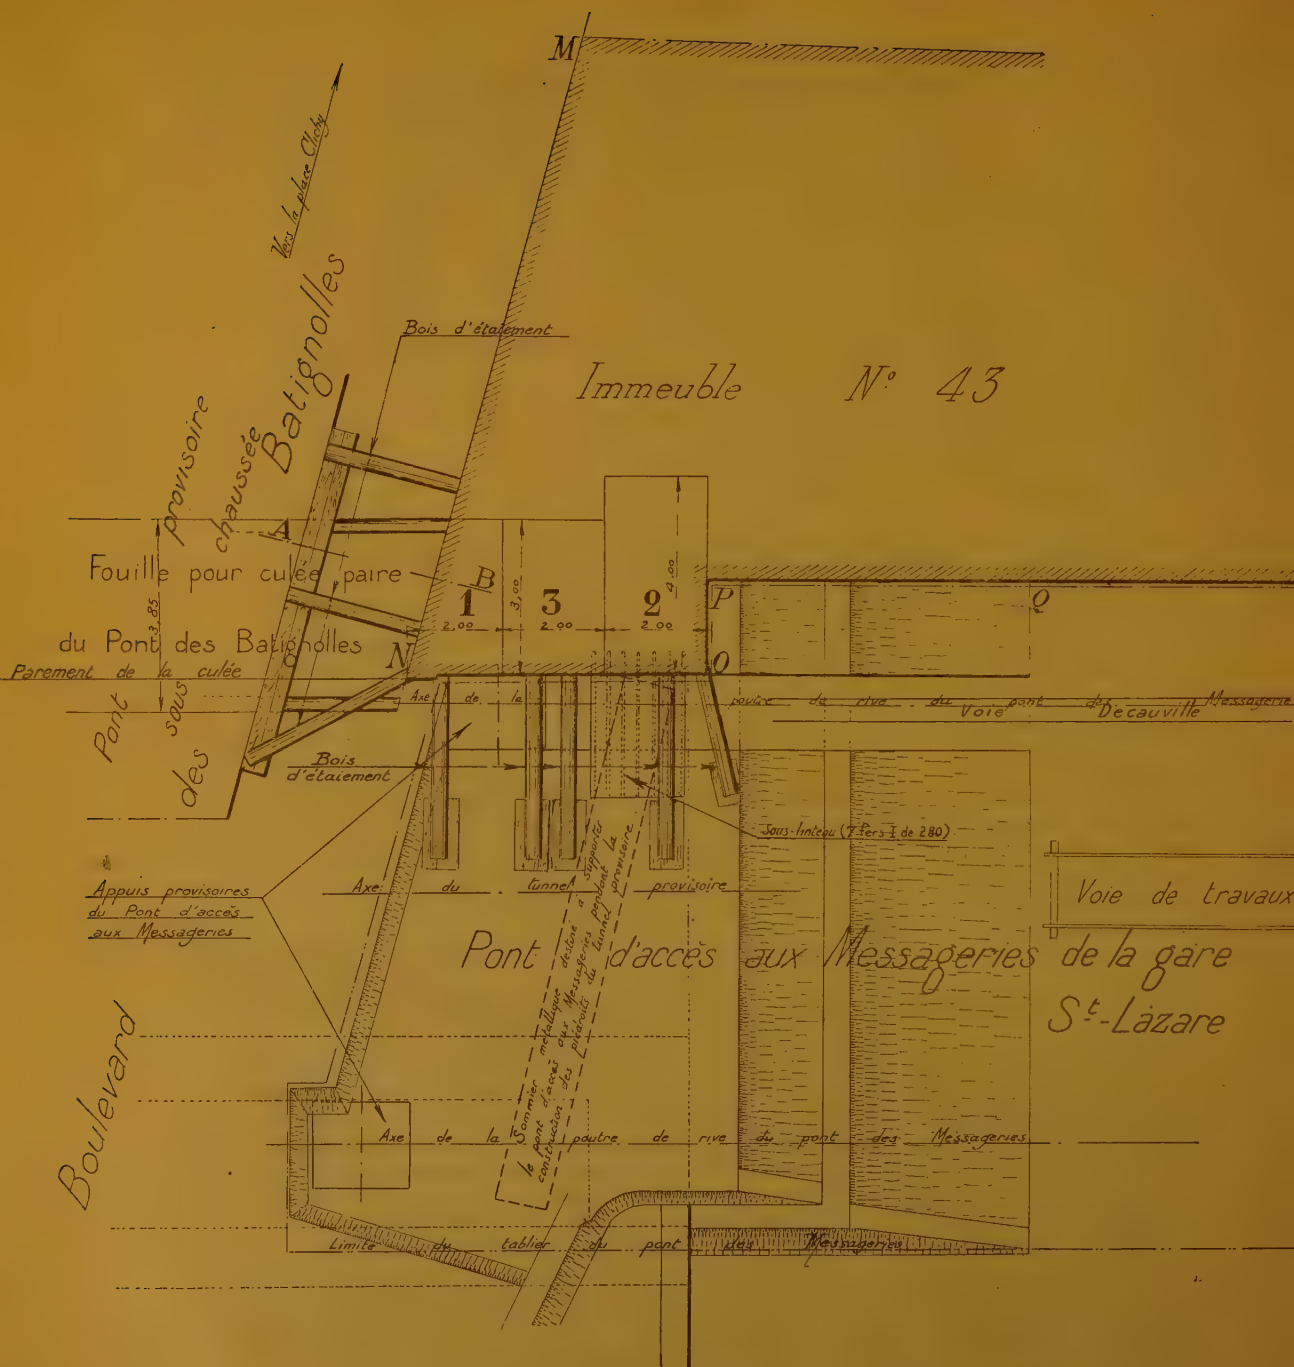 M
Vers la place Clichy
Bois d'étaiement
Immeuble N° 43
Pont provisoire
sous chaussée
Boulevard des Batignolles
A
Fouille pour culée paire
du Pont des Batignolles
3,85
B
1 3 2
2,00 2,00 2,00
3,00
4,00
P
Q
N
O
Parement de la culée
Axe de la poutre de rive du pont des Messageries
Voie Decauville
Bois
d'étaiement
Sous-linteau (7 fers I de 280)
Appuis provisoires
du Pont d'accès
aux Messageries
Axe du tunnel provisoire
Voie de travaux
Pont d'accès aux Messageries de la gare
St-Lazare
Sommier métallique destiné à supporter
le pont d'accès aux Messageries pendant la
construction des piédroits du tunnel provisoire
Axe de la poutre de rive du pont des Messageries
Limite du tablier du pont des Messageries